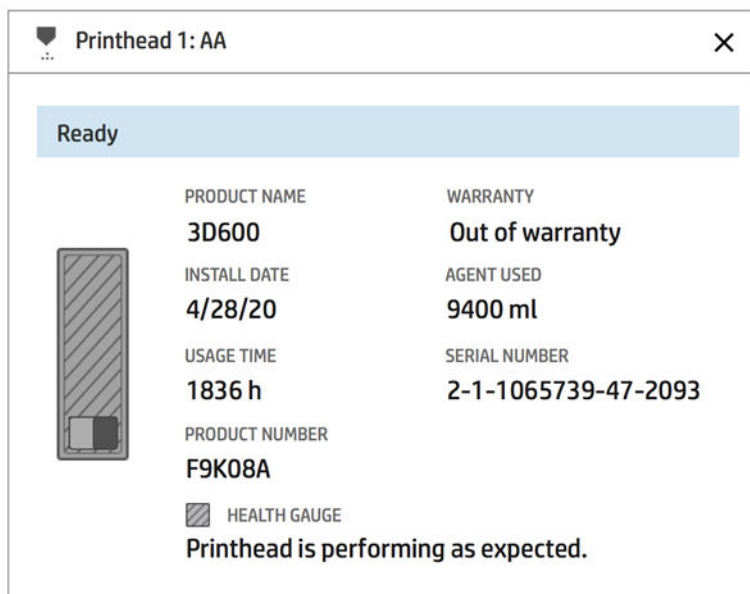 Printhead 1: AA
Ready
PRODUCT NAME
3D600
WARRANTY
Out of warranty
INSTALL DATE
4/28/20
AGENT USED
9400 ml
USAGE TIME
1836 h
SERIAL NUMBER
2-1-1065739-47-2093
PRODUCT NUMBER
F9K08A
HEALTH GAUGE
Printhead is performing as expected.